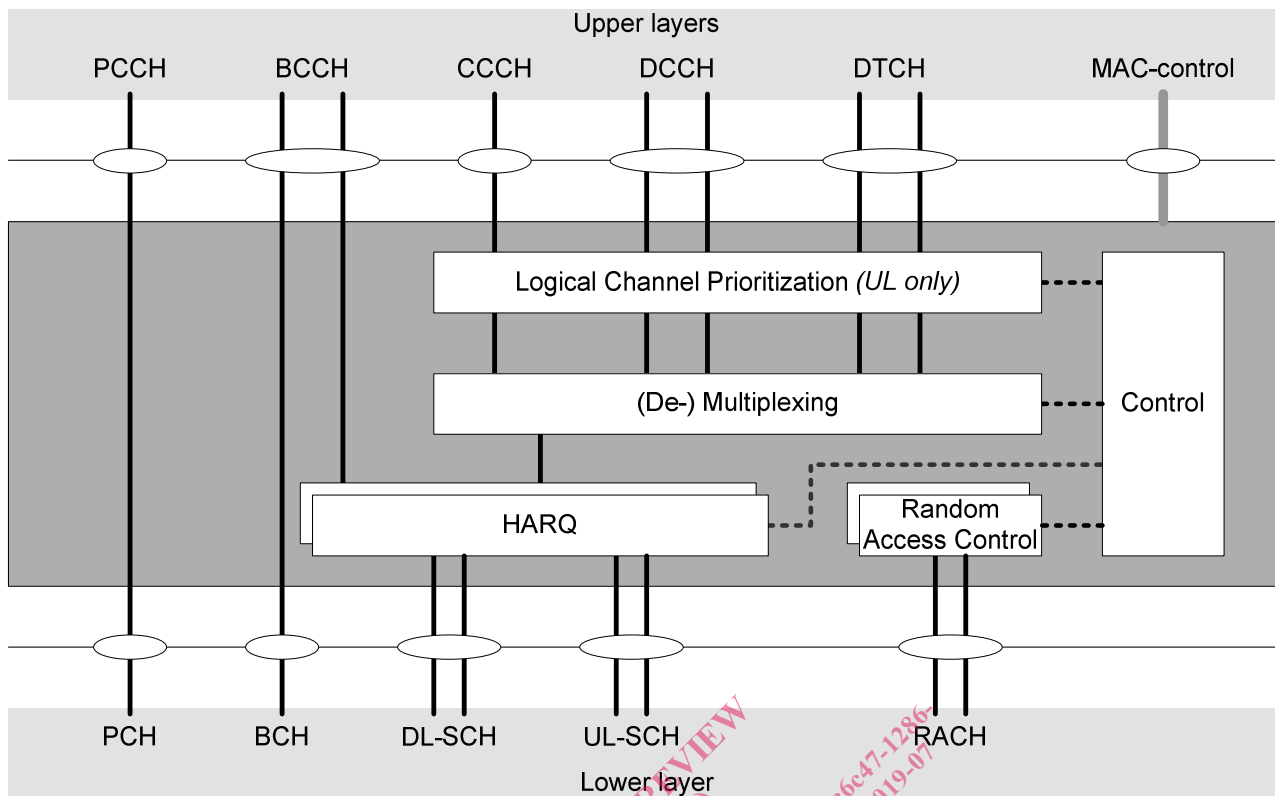 Upper layers
PCCH BCCH CCCH DCCH DTCH MAC-control
Logical Channel Prioritization (UL only)
(De-) Multiplexing
Control
HARQ
Random
Access Control
PCH BCH DL-SCH UL-SCH RACH
Lower layer